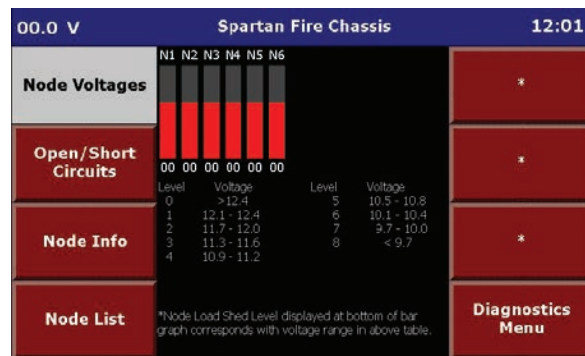 00.0 V Spartan Fire Chassis 12:01
Node Voltages
Open/Short
Circuits
Node Info
Node List
N1 N2 N3 N4 N5 N6
00 00 00 00 00 00
Level Voltage Level Voltage
0 >12.4 5 10.5 - 10.8
1 12.1 - 12.4 6 10.1 - 10.4
2 11.7 - 12.0 7 9.7 - 10.0
3 11.3 - 11.6 8 < 9.7
4 10.9 - 11.2
*Node Load Shed Level displayed at bottom of bar
graph corresponds with voltage range in above table.
*
*
*
Diagnostics
Menu